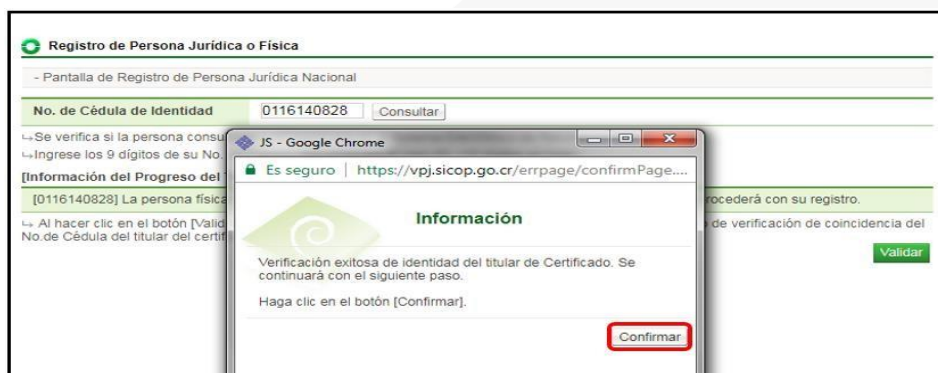 Registro de Persona Jurídica o Física
- Pantalla de Registro de Persona Jurídica Nacional
No. de Cédula de Identidad 0116140828 Consultar
Se verifica si la persona consu
Ingrese los 9 dígitos de su No.
[Información del Progreso del
[0116140828] La persona física rocederá con su registro.
Al hacer clic en el botón [Valid de verificación de coincidencia del
No.de Cédula del titular del certif
Validar
JS - Google Chrome
Es seguro | https://vpj.sicop.go.cr/errpage/confirmPage....
Información
Verificación exitosa de identidad del titular de Certificado. Se
continuará con el siguiente paso.
Haga clic en el botón [Confirmar].
Confirmar